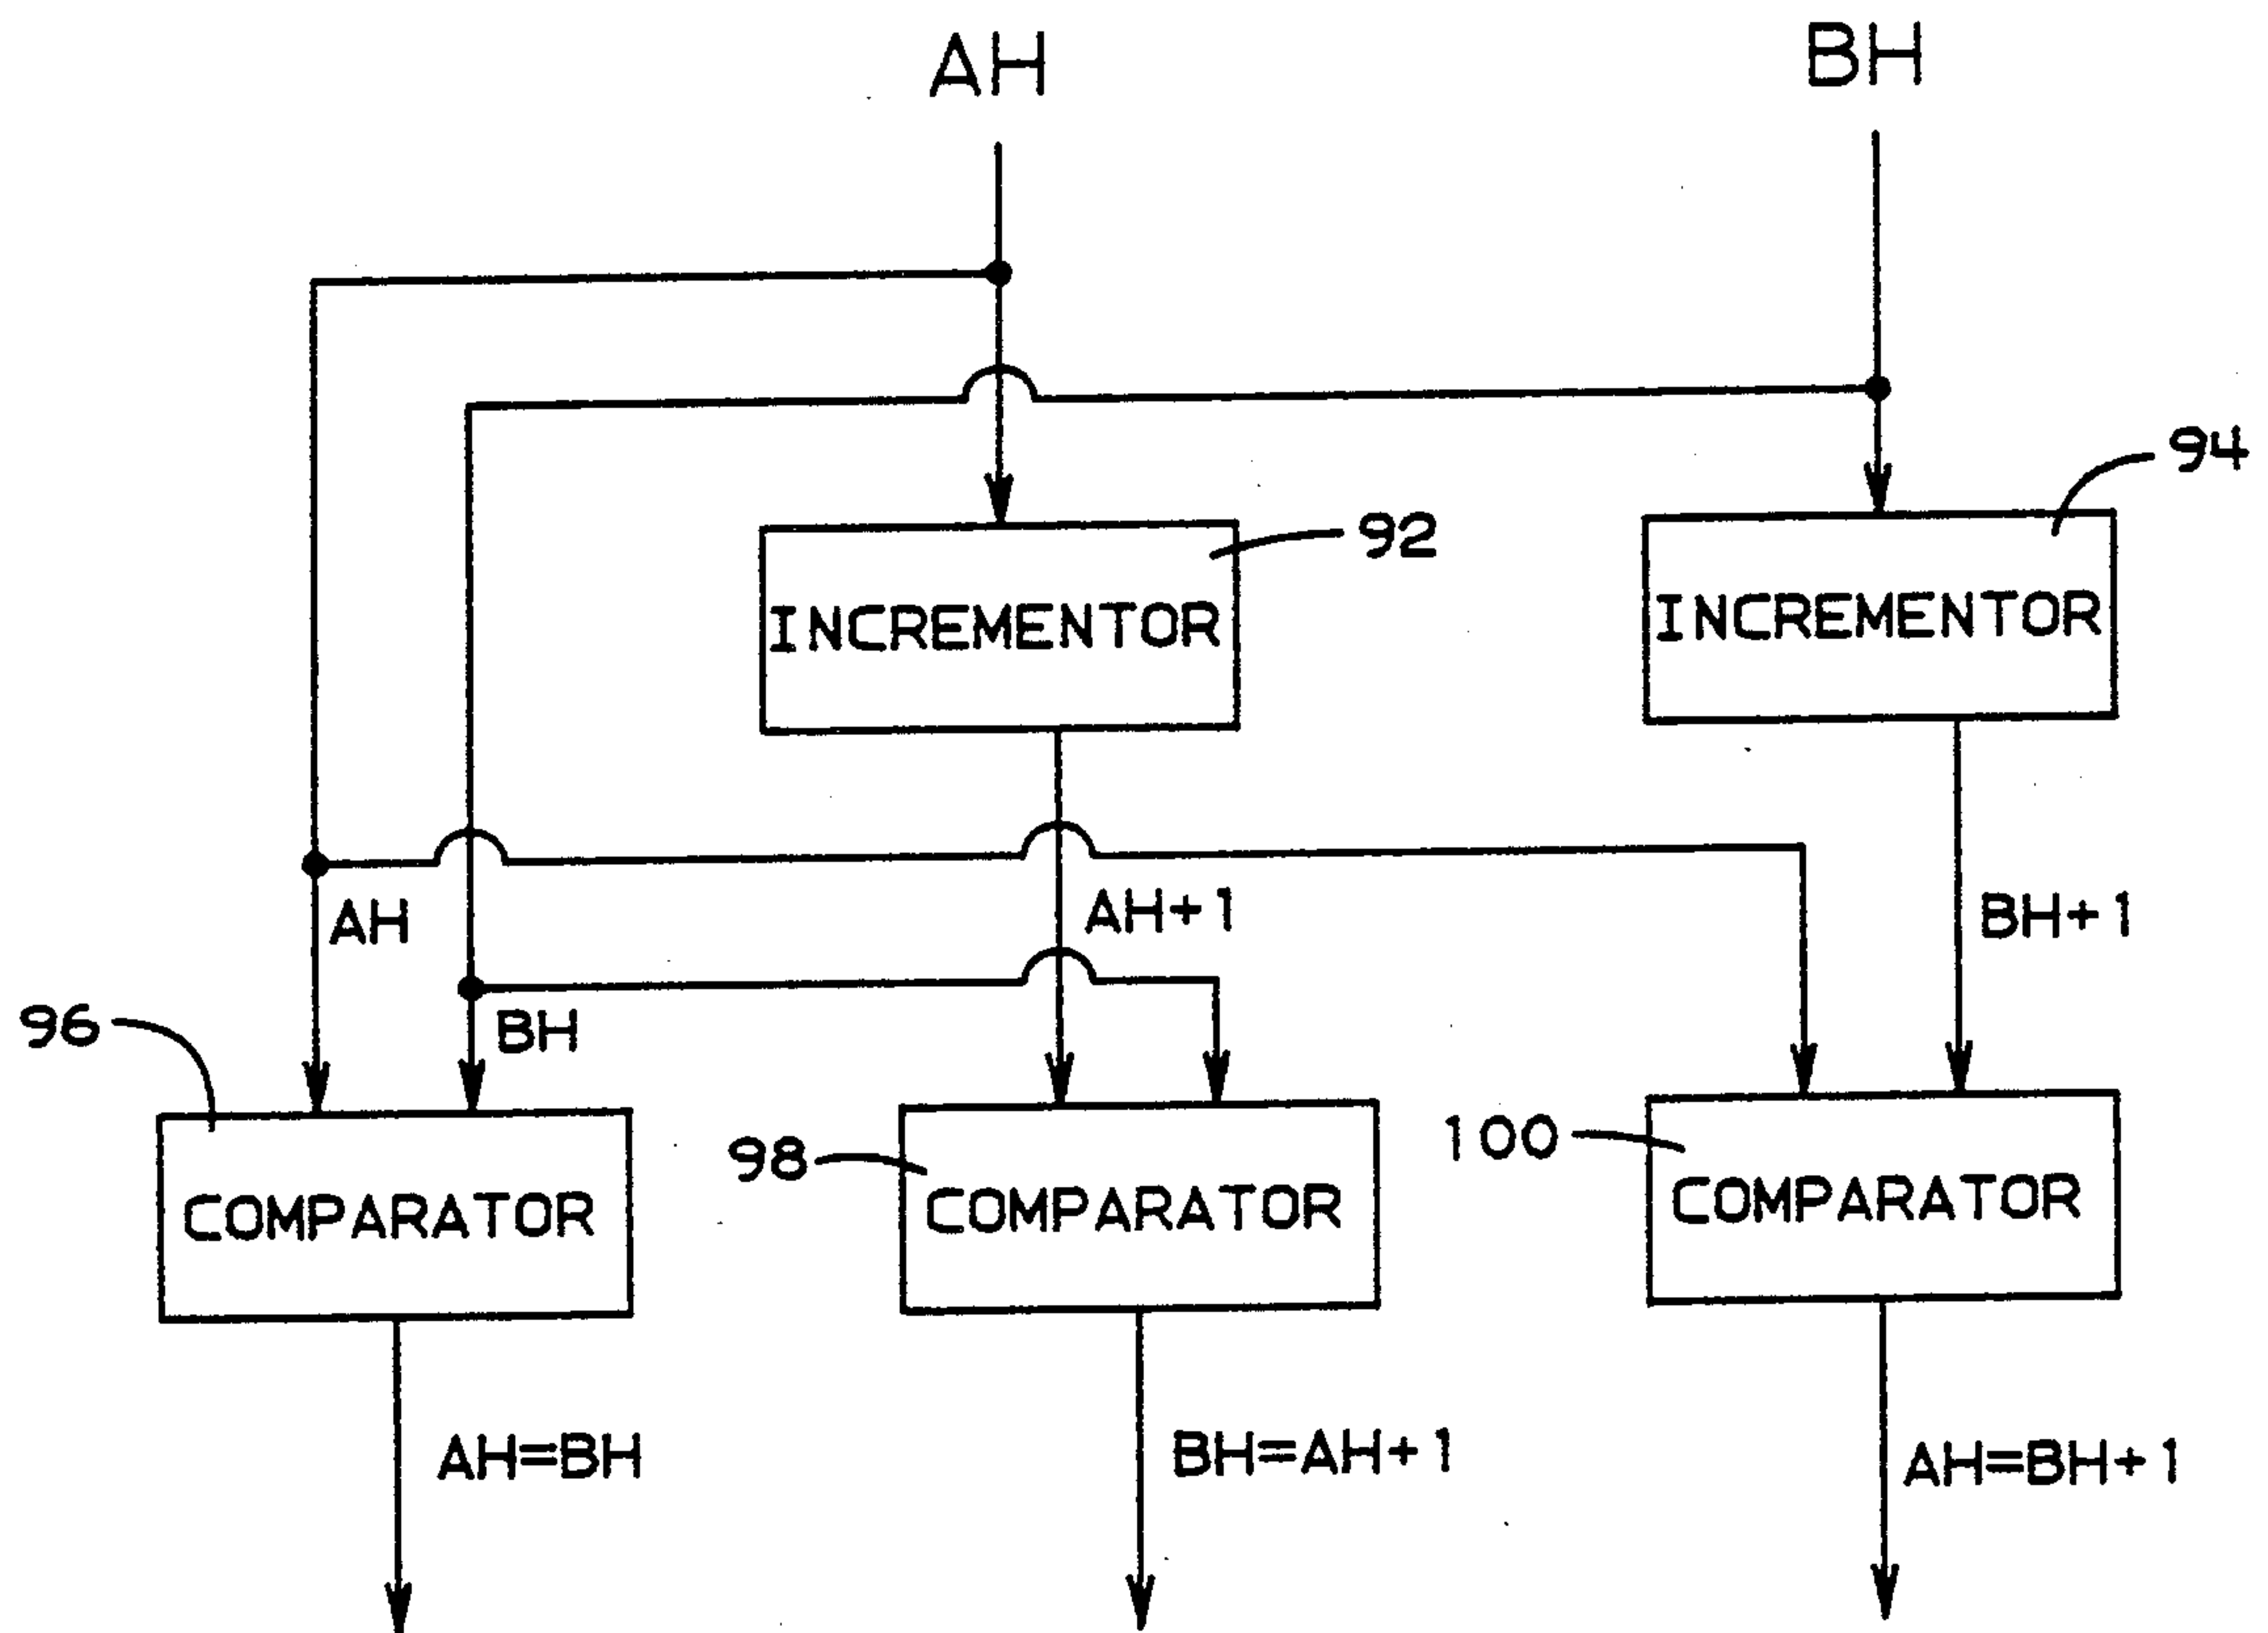 AH
BH
94
92
INCREMENTOR
INCREMENTOR
AH
AH+1
BH+1
96
BH
98
100
COMPARATOR
COMPARATOR
COMPARATOR
AH=BH
BH=AH+1
AH=BH+1